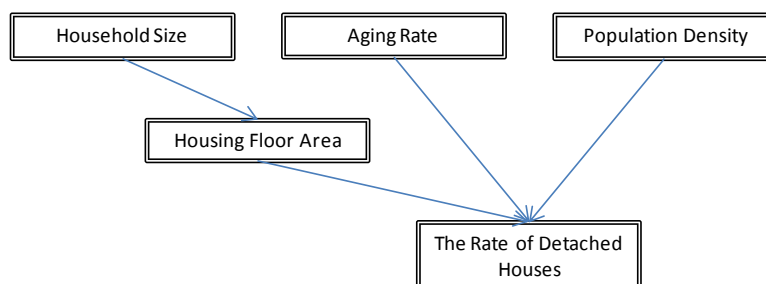 Household Size
Aging Rate
Population Density
Housing Floor Area
The Rate of Detached
Houses